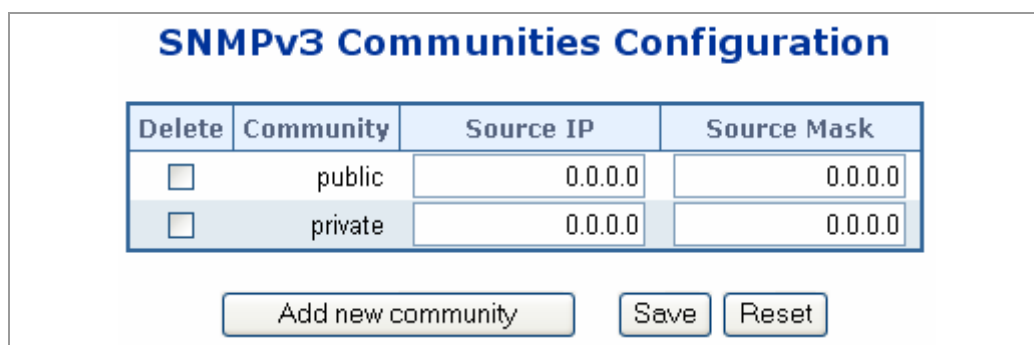 SNMPv3 Communities Configuration
Delete Community Source IP Source Mask
public 0.0.0.0 0.0.0.0
private 0.0.0.0 0.0.0.0
Add new community Save Reset